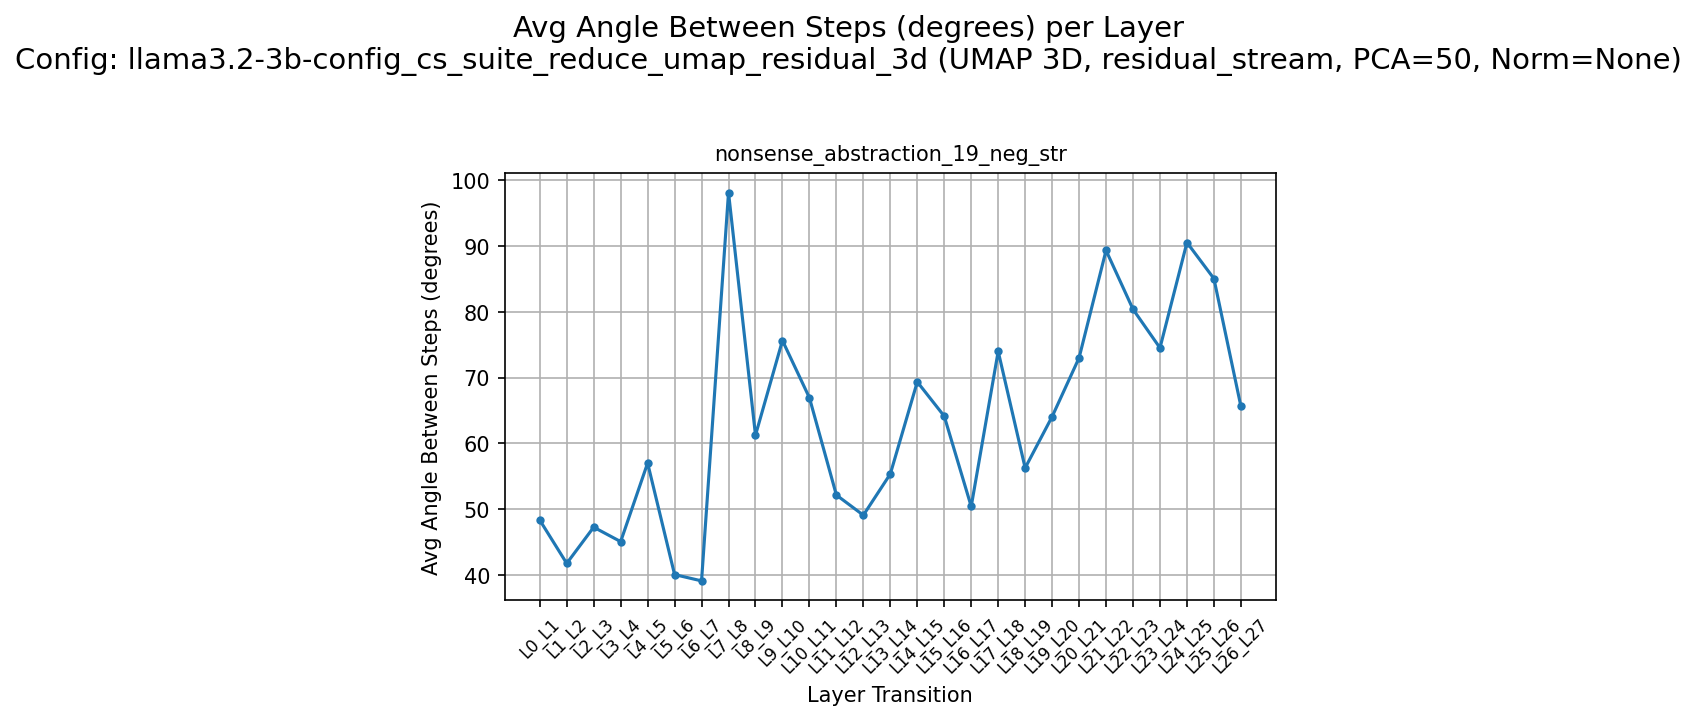 Avg Angle Between Steps (degrees) per Layer
Config: llama3.2-3b-config_cs_suite_reduce_umap_residual_3d (UMAP 3D, residual_stream, PCA=50, Norm=None)
nonsense_abstraction_19_neg_str
Avg Angle Between Steps (degrees)
100
90
80
70
60
50
40
L0_L1
L1_L2
L2_L3
L3_L4
L4_L5
L5_L6
L6_L7
L7_L8
L8_L9
L9_L10
L10_L11
L11_L12
L12_L13
L13_L14
L14_L15
L15_L16
L16_L17
L17_L18
L18_L19
L19_L20
L20_L21
L21_L22
L22_L23
L23_L24
L24_L25
L25_L26
L26_L27
Layer Transition